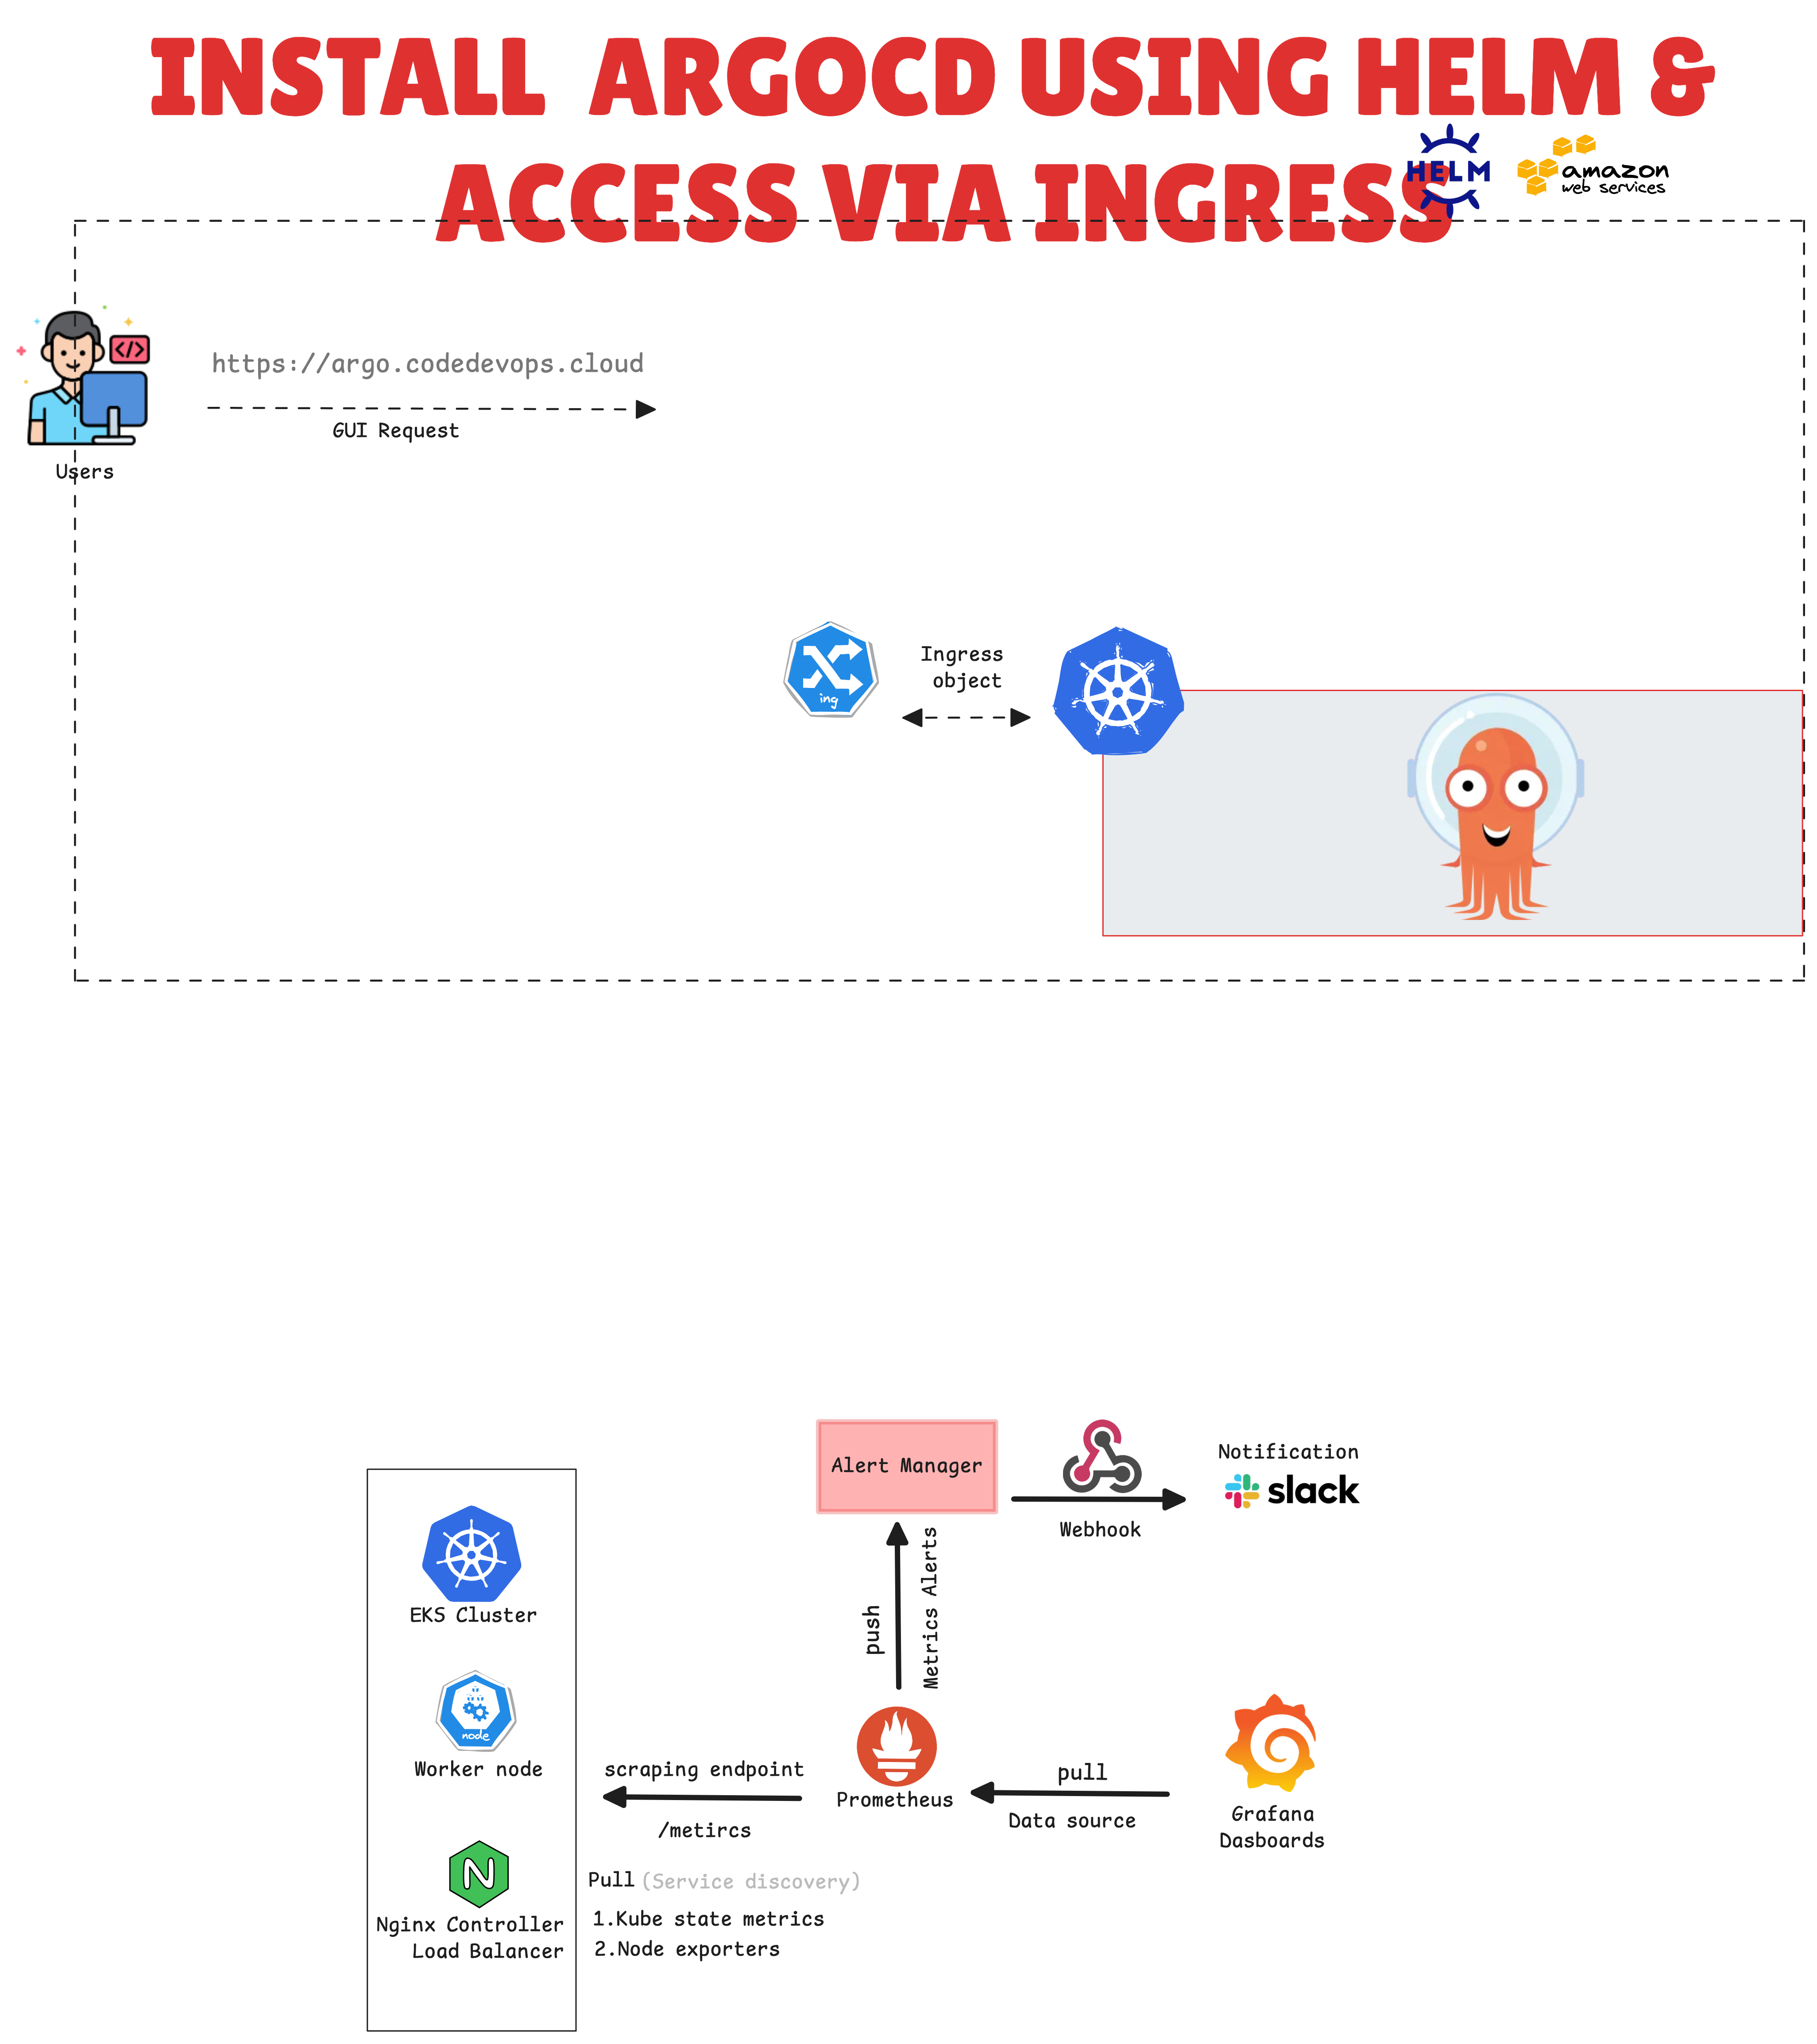 INSTALL ARGOCD USING HELM &
ACCESS VIA INGRESS
HELM
amazon
web services
</>
https://argo.codedevops.cloud
GUI Request
Users
Ingress
object
ing
Alert Manager
Notification
slack
Webhook
push
Metrics Alerts
EKS Cluster
node
Worker node
scraping endpoint
/metircs
Prometheus
pull
Data source
Grafana
Dasboards
Pull (Service discovery)
1.Kube state metrics
2.Node exporters
N
Nginx Controller
Load Balancer